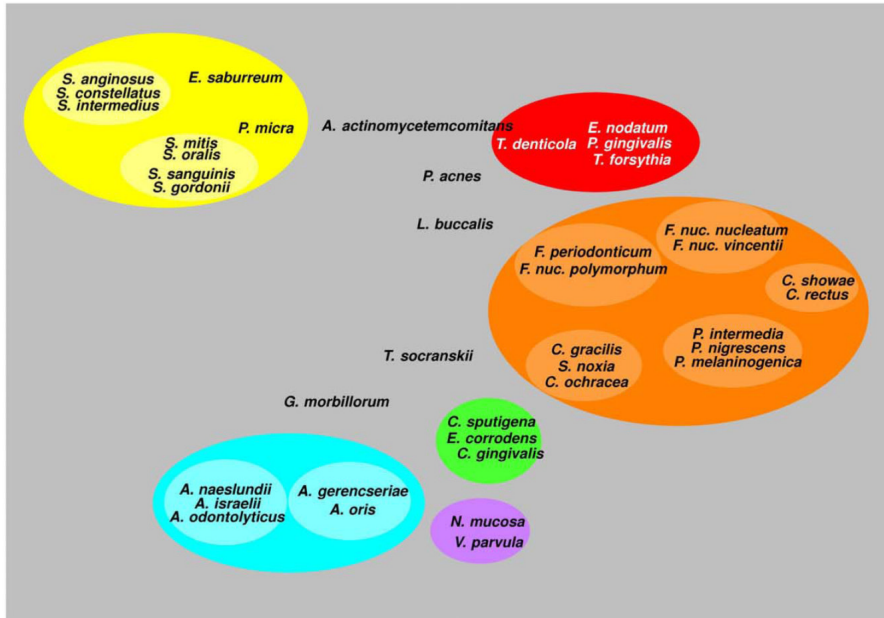 S. anginosus
S. constellatus
S. intermedius
E. saburreum
P. micra
S. mitis
S. oralis
S. sanguinis
S. gordonii
A. actinomycetemcomitans
E. nodatum
T. denticola
P. gingivalis
T. forsythia
P. acnes
L. buccalis
F. nuc. nucleatum
F. nuc. vincentii
F. periodonticum
F. nuc. polymorphum
C. showae
C. rectus
P. intermedia
P. nigrescens
P. melaninogenica
C. gracilis
S. noxia
C. ochracea
T. socranskii
G. morbillorum
C. sputigena
E. corrodens
C. gingivalis
A. naeslundii
A. israelii
A. odontolyticus
A. gerencseriae
A. oris
N. mucosa
V. parvula